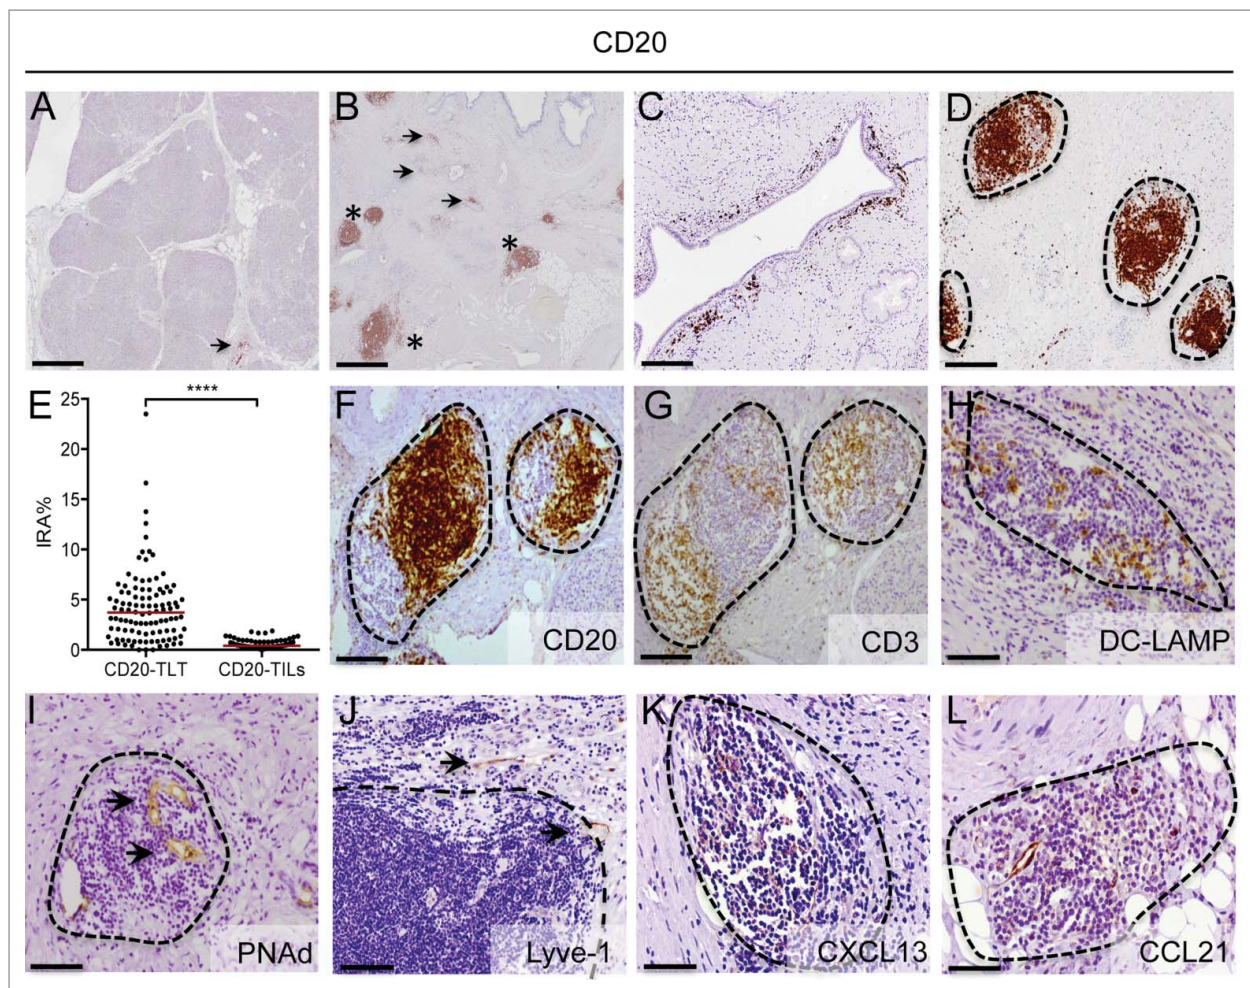 CD20
A
B
* * *
C
D
E
****
25
20
15
10
5
0
IRA%
CD20-TLT CD20-TILs
F
CD20
G
CD3
H
DC-LAMP
I
PNAd
J
Lyve-1
K
CXCL13
L
CCL21